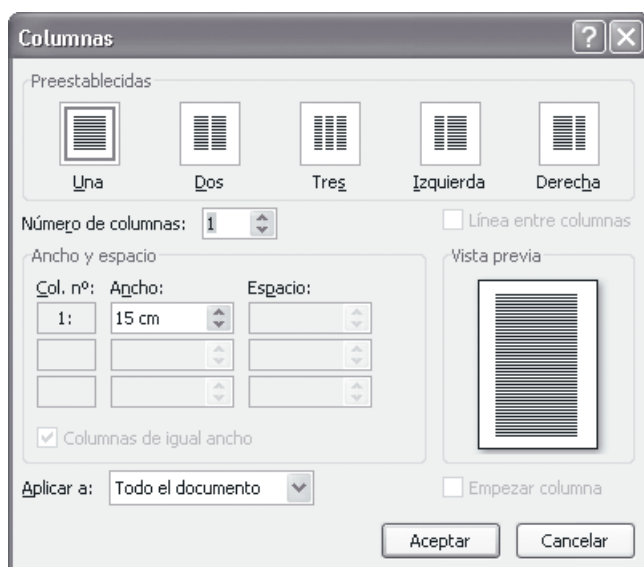 Columnas
Preestablecidas
Una Dos Tres Izquierda Derecha
Número de columnas: 1 Línea entre columnas
Ancho y espacio Vista previa
Col. nº: Ancho: Espacio:
1: 15 cm
Columnas de igual ancho
Aplicar a: Todo el documento Empezar columna
Aceptar Cancelar